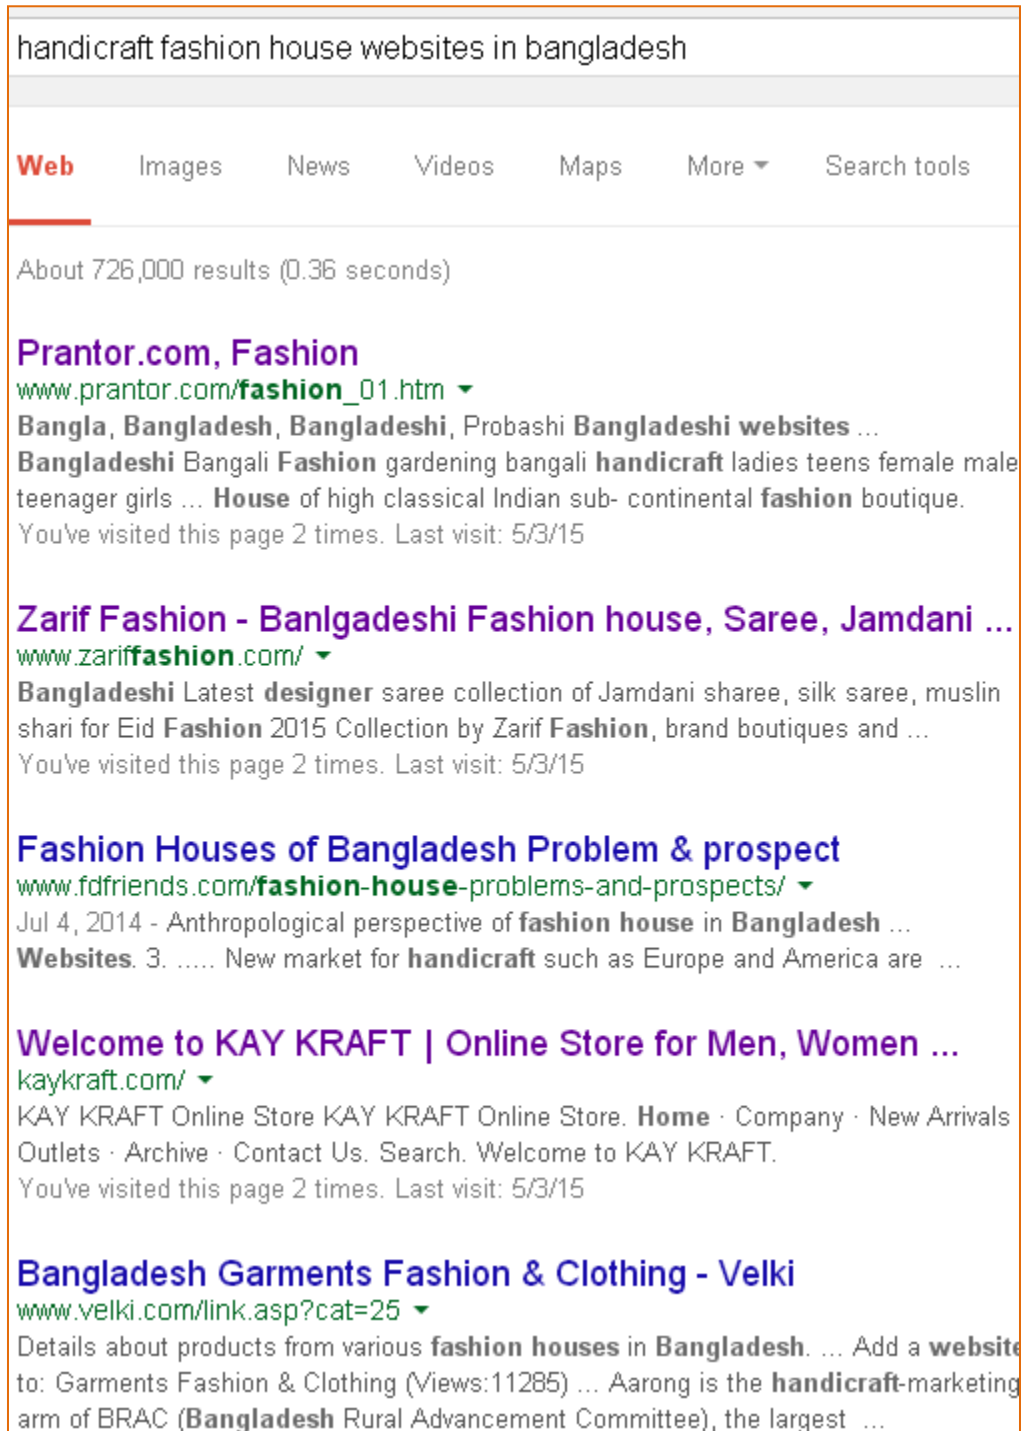 handicraft fashion house websites in bangladesh
Web Images News Videos Maps More Search tools
About 726,000 results (0.36 seconds)
Prantor.com, Fashion
www.prantor.com/fashion_01.htm
Bangla, Bangladesh, Bangladeshi, Probashi Bangladeshi websites ...
Bangladeshi Bangali Fashion gardening bangali handicraft ladies teens female male
teenager girls ... House of high classical Indian sub- continental fashion boutique.
You've visited this page 2 times. Last visit: 5/3/15
Zarif Fashion - Banlgadeshi Fashion house, Saree, Jamdani ...
www.zariffashion.com/
Bangladeshi Latest designer saree collection of Jamdani sharee, silk saree, muslin
shari for Eid Fashion 2015 Collection by Zarif Fashion, brand boutiques and ...
You've visited this page 2 times. Last visit: 5/3/15
Fashion Houses of Bangladesh Problem & prospect
www.fdfriends.com/fashion-house-problems-and-prospects/
Jul 4, 2014 - Anthropological perspective of fashion house in Bangladesh ...
Websites. 3. ..... New market for handicraft such as Europe and America are ...
Welcome to KAY KRAFT | Online Store for Men, Women ...
kaykraft.com/
KAY KRAFT Online Store KAY KRAFT Online Store. Home · Company · New Arrivals
Outlets · Archive · Contact Us. Search. Welcome to KAY KRAFT.
You've visited this page 2 times. Last visit: 5/3/15
Bangladesh Garments Fashion & Clothing - Velki
www.velki.com/link.asp?cat=25
Details about products from various fashion houses in Bangladesh. ... Add a website
to: Garments Fashion & Clothing (Views:11285) ... Aarong is the handicraft-marketing
arm of BRAC (Bangladesh Rural Advancement Committee), the largest ...